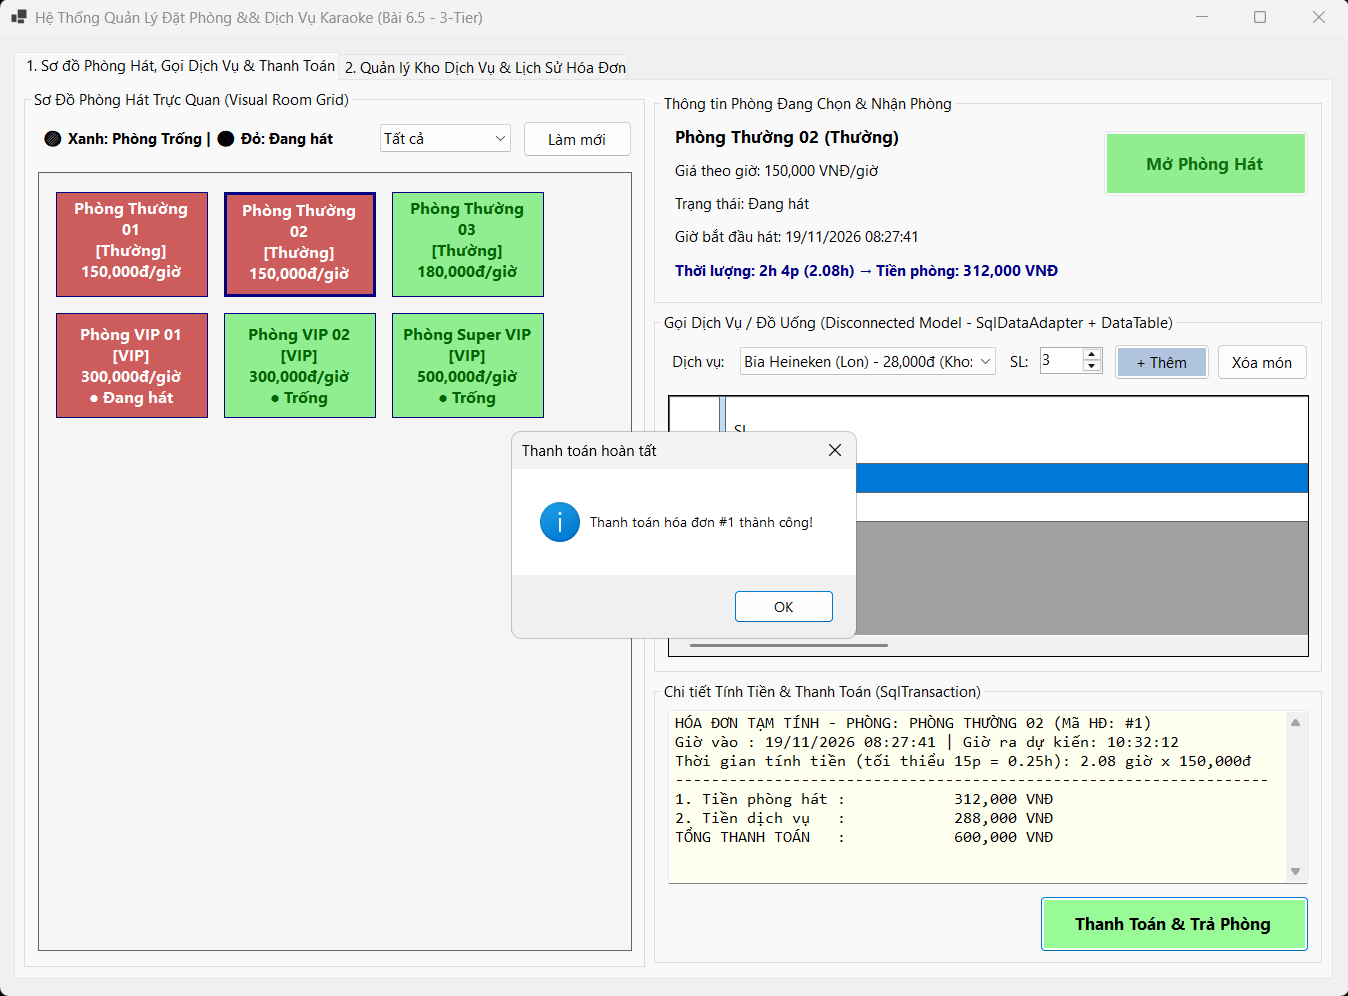 Hệ Thống Quản Lý Đặt Phòng && Dịch Vụ Karaoke (Bài 6.5 - 3-Tier)
1. Sơ đồ Phòng Hát, Gọi Dịch Vụ & Thanh Toán
2. Quản lý Kho Dịch Vụ & Lịch Sử Hóa Đơn
Sơ Đồ Phòng Hát Trực Quan (Visual Room Grid)
Xanh: Phòng Trống | ● Đỏ: Đang hát
Tất cả
Làm mới
Phòng Thường
01
[Thường]
150,000đ/giờ
Phòng Thường
02
[Thường]
150,000đ/giờ
Phòng Thường
03
[Thường]
180,000đ/giờ
Phòng VIP 01
[VIP]
300,000đ/giờ
● Đang hát
Phòng VIP 02
[VIP]
300,000đ/giờ
● Trống
Phòng Super VIP
[VIP]
500,000đ/giờ
● Trống
Thông tin Phòng Đang Chọn & Nhận Phòng
Phòng Thường 02 (Thường)
Giá theo giờ: 150,000 VNĐ/giờ
Trạng thái: Đang hát
Giờ bắt đầu hát: 19/11/2026 08:27:41
Thời lượng: 2h 4p (2.08h) → Tiền phòng: 312,000 VNĐ
Mở Phòng Hát
Gọi Dịch Vụ / Đồ Uống (Disconnected Model - SqlDataAdapter + DataTable)
Dịch vụ:
Bia Heineken (Lon) - 28,000đ (Kho:
SL:
3
+ Thêm
Xóa món
SL
Thanh toán hoàn tất
Thanh toán hóa đơn #1 thành công!
OK
Chi tiết Tính Tiền & Thanh Toán (SqlTransaction)
HÓA ĐƠN TẠM TÍNH - PHÒNG: PHÒNG THƯỜNG 02 (Mã HĐ: #1)
Giờ vào : 19/11/2026 08:27:41 | Giờ ra dự kiến: 10:32:12
Thời gian tính tiền (tối thiểu 15p = 0.25h): 2.08 giờ x 150,000đ
------------------------------------------------------------------
1. Tiền phòng hát : 312,000 VNĐ
2. Tiền dịch vụ : 288,000 VNĐ
TỔNG THANH TOÁN : 600,000 VNĐ
Thanh Toán & Trả Phòng